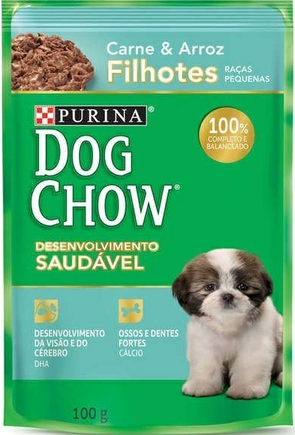 Carne & Arroz
Filhotes RAÇAS
PEQUENAS
PURINA®
DOG
CHOW®
100%
COMPLETO E
BALANCEADO
DESENVOLVIMENTO
SAUDÁVEL
DESENVOLVIMENTO
DA VISÃO E DO
CÉREBRO
DHA
OSSOS E DENTES
FORTES
CÁLCIO
100 g